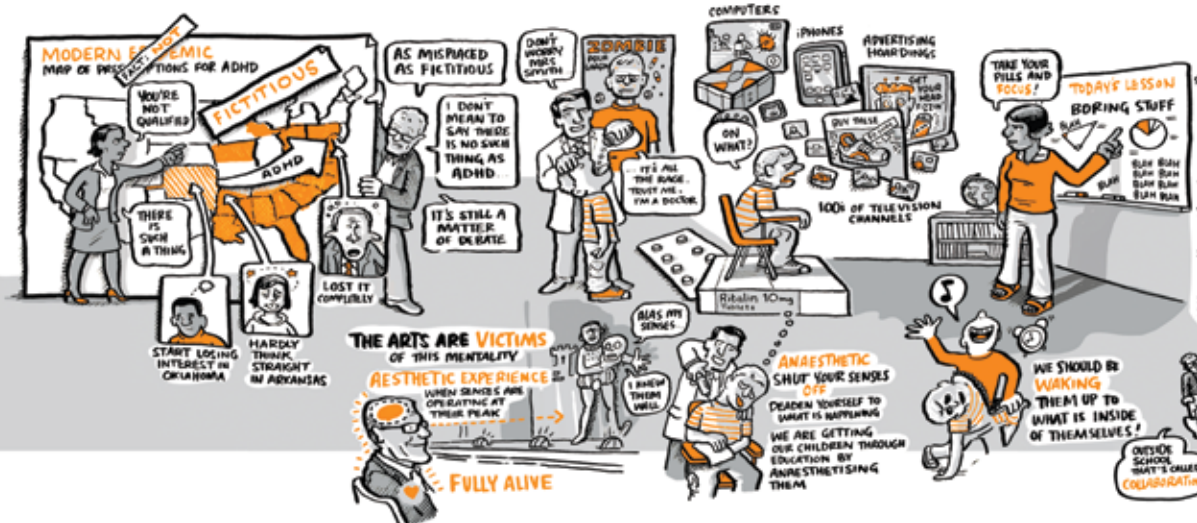 MODERN EPIDEMIC
FACT: NOT
MAP OF PRESCRIPTIONS FOR ADHD
FICTITIOUS
YOU'RE
NOT
QUALIFIED
ADHD
THERE
IS
SUCH
A THING
START LOSING
INTEREST IN
OKLAHOMA
HARDLY
THINK
STRAIGHT
IN ARKANSAS
LOST IT
COMPLETELY
AS MISPLACED
AS FICTITIOUS
I DON'T
MEAN TO
SAY THERE
IS NO SUCH
THING AS
ADHD...
IT'S STILL A
MATTER
OF DEBATE
DON'T
WORRY
MRS
SMITH
ZOMBIE
... IT'S ALL
THE RAGE.
TRUST ME.
I'M A DOCTOR
COMPUTERS
iPHONES
ADVERTISING
HOARDINGS
GET
YOUR
HEAD
BUY THESE
ON
WHAT?
100s OF TELEVISION
CHANNELS
Ritalin 10mg
Tablets
TAKE YOUR
PILLS AND
FOCUS!
TODAY'S LESSON
BORING STUFF
BLAH
BLAH
BLAH BLAH
BLAH BLAH
BLAH BLAH
BLAH BLAH
THE ARTS ARE VICTIMS
OF THIS MENTALITY
AESTHETIC EXPERIENCE
WHEN SENSES ARE
OPERATING AT
THEIR PEAK
FULLY ALIVE
ALAS MY
SENSES...
I KNEW
THEM
WELL
ANAESTHETIC
SHUT YOUR SENSES
OFF
DEADEN YOURSELF TO
WHAT IS HAPPENING
WE ARE GETTING
OUR CHILDREN THROUGH
EDUCATION BY
ANAESTHETISING
THEM
WE SHOULD BE
WAKING
THEM UP TO
WHAT IS INSIDE
OF THEMSELVES!
OUTSIDE
SCHOOL
THAT'S CALLED